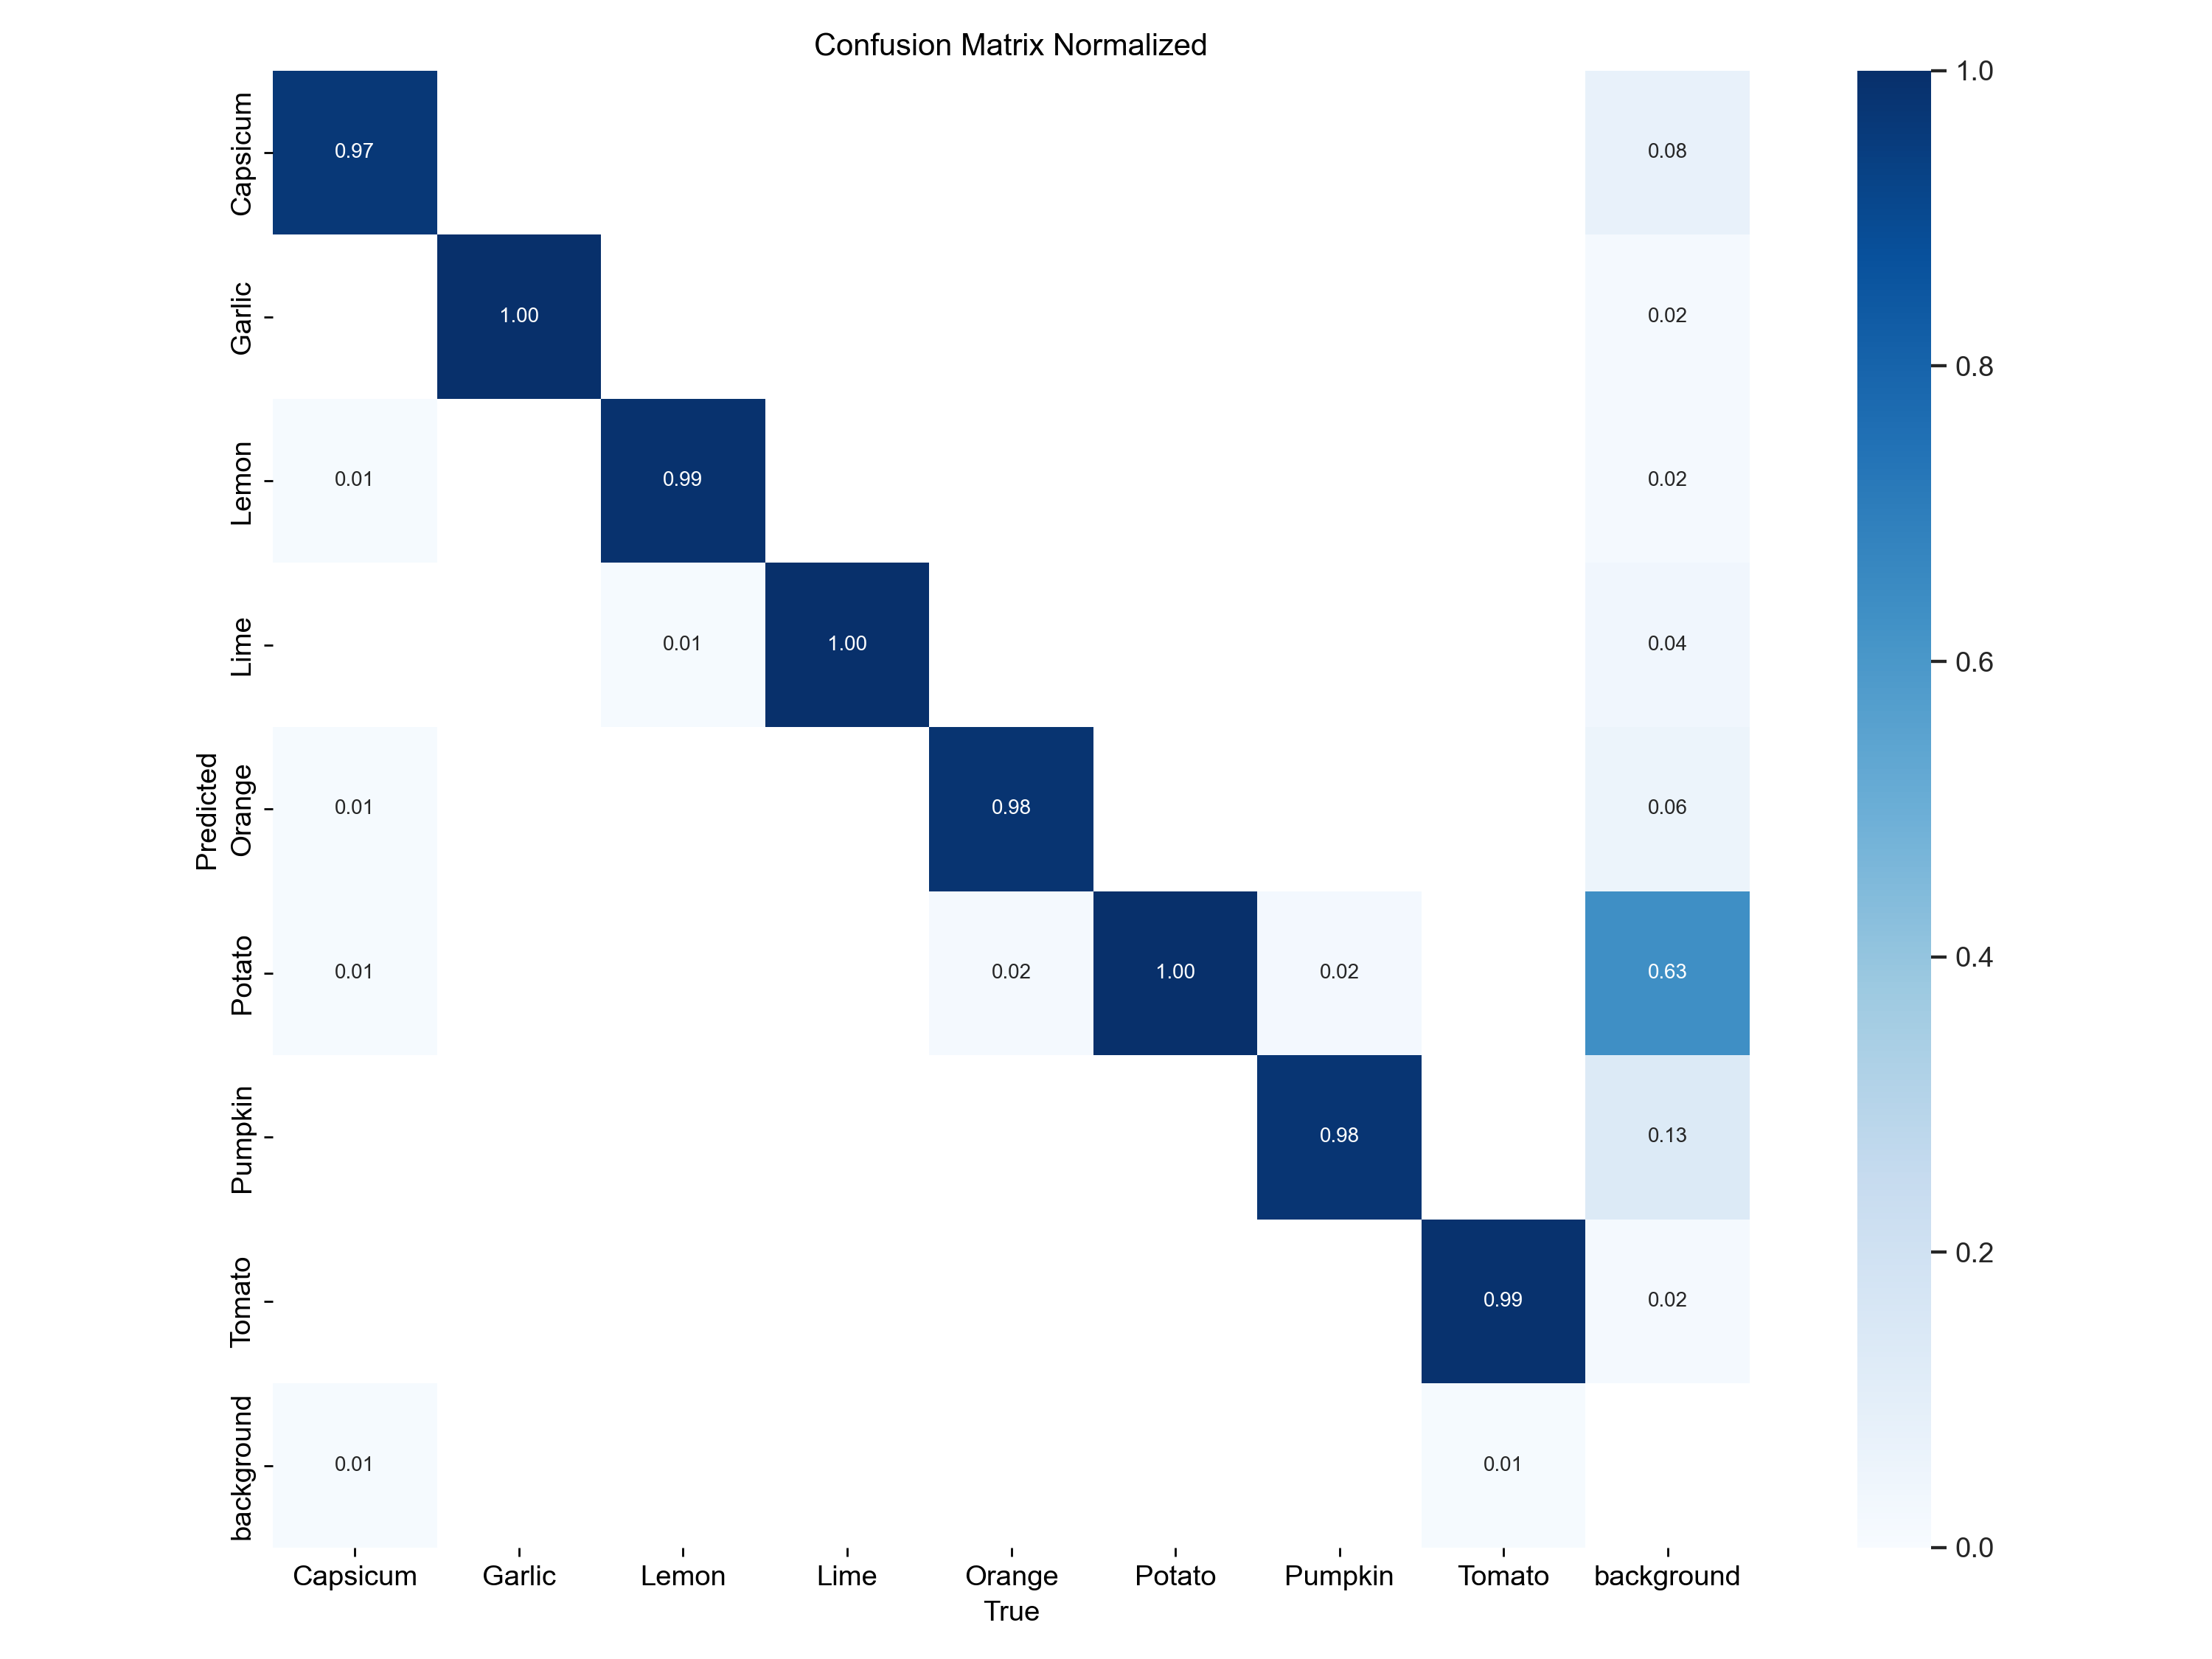 Confusion Matrix Normalized
Capsicum
0.97
0.08
1.0
Garlic
1.00
0.02
0.8
Lemon
0.01
0.99
0.02
Lime
0.01
1.00
0.04
0.6
Predicted
Orange
0.01
0.98
0.06
Potato
0.01
0.02
1.00
0.02
0.63
0.4
Pumpkin
0.98
0.13
0.2
Tomato
0.99
0.02
background
0.01
0.01
0.0
Capsicum Garlic Lemon Lime Orange Potato Pumpkin Tomato background
True